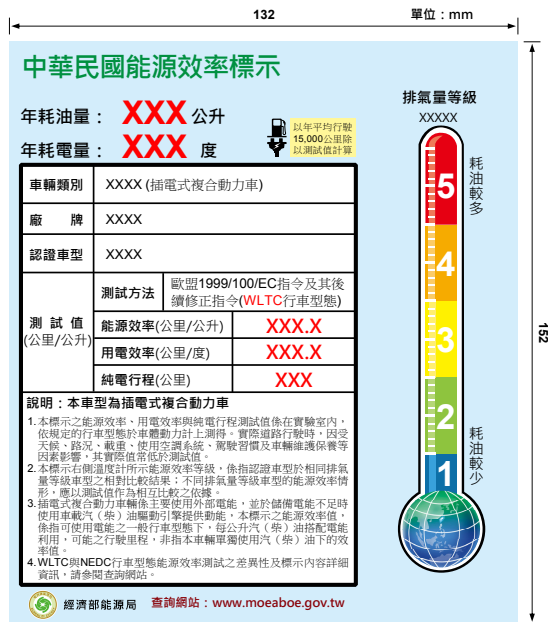 132
單位：mm
中華民國能源效率標示
年耗油量： XXX 公升
年耗電量： XXX 度
以年平均行駛
15,000公里除
以測試值計算
車輛類別 XXXX (插電式複合動力車)
廠 牌 XXXX
認證車型 XXXX
測 試 值
(公里/公升)
測試方法
歐盟1999/100/EC指令及其後
續修正指令(WLTC行車型態)
能源效率(公里/公升) XXX.X
用電效率(公里/度) XXX.X
純電行程(公里) XXX
說明：本車型為插電式複合動力車
1.本標示之能源效率、用電效率與純電行程測試值係在實驗室內，
依規定的行車型態於車體動力計上測得。實際道路行駛時，因受
天候、路況、載重、使用空調系統、駕駛習慣及車輛維護保養等
因素影響，其實際值常低於測試值。
2.本標示右側溫度計所示能源效率等級，係指認證車型於相同排氣
量等級車型之相對比較結果；不同排氣量等級車型的能源效率情
形，應以測試值作為相互比較之依據。
3.插電式複合動力車輛係主要使用外部電能，並於儲備電能不足時
使用車載汽（柴）油驅動引擎提供動能，本標示之能源效率值，
係指可使用電能之一般行車型態下，每公升汽（柴）油搭配電能
利用，可能之行駛里程，非指本車輛單獨使用汽（柴）油下的效
率值。
4.WLTC與NEDC行車型態能源效率測試之差異性及標示內容詳細
資訊，請參閱查詢網站。
經濟部能源局 查詢網站：www.moeaboe.gov.tw
排氣量等級
XXXXX
5
4
3
2
1
耗油較多
耗油較少
152